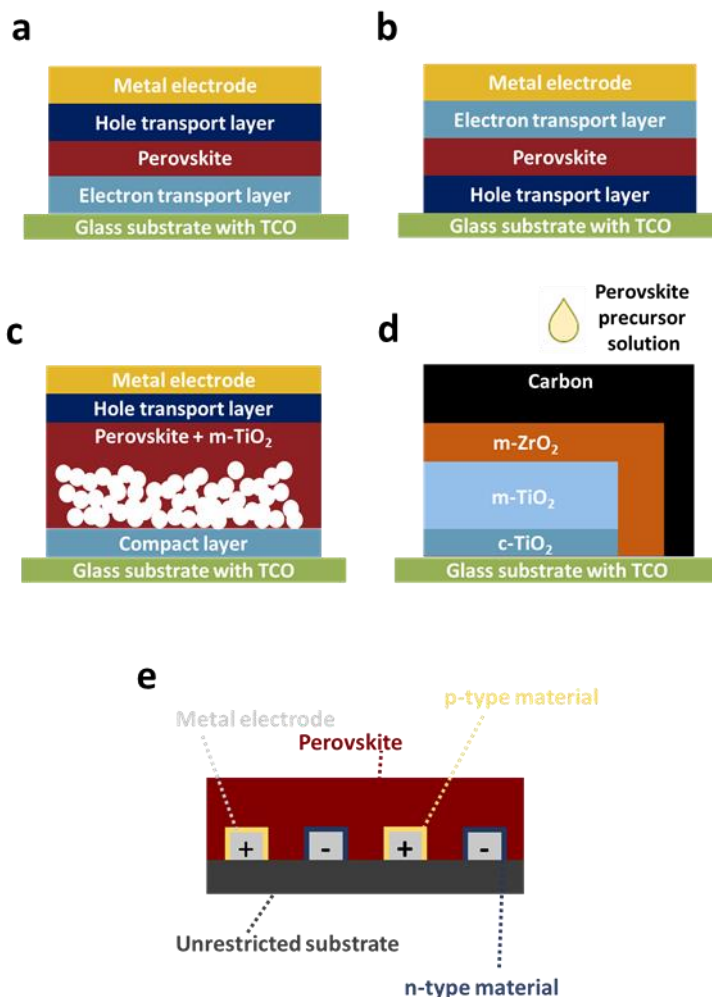 a
Metal electrode
Hole transport layer
Perovskite
Electron transport layer
Glass substrate with TCO
b
Metal electrode
Electron transport layer
Perovskite
Hole transport layer
Glass substrate with TCO
c
Metal electrode
Hole transport layer
Perovskite + m-TiO₂
Compact layer
Glass substrate with TCO
d
Perovskite
precursor
solution
Carbon
m-ZrO₂
m-TiO₂
c-TiO₂
Glass substrate with TCO
e
p-type material
Metal electrode
Perovskite
+ - + -
Unrestricted substrate
n-type material